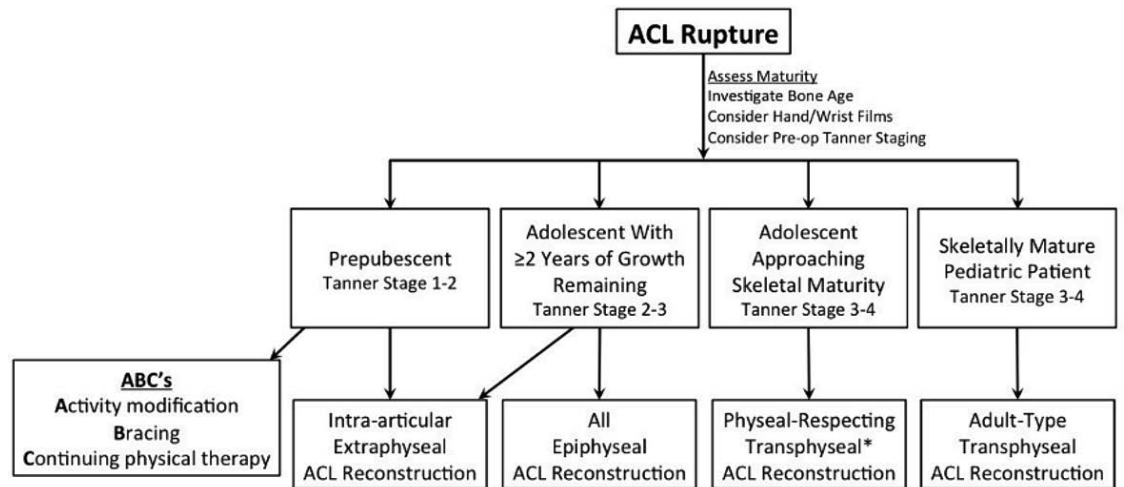 ACL Rupture
Assess Maturity
Investigate Bone Age
Consider Hand/Wrist Films
Consider Pre-op Tanner Staging
Prepubescent
Tanner Stage 1-2
Adolescent With
≥2 Years of Growth
Remaining
Tanner Stage 2-3
Adolescent
Approaching
Skeletal Maturity
Tanner Stage 3-4
Skeletally Mature
Pediatric Patient
Tanner Stage 3-4
ABC's
Activity modification
Bracing
Continuing physical therapy
Intra-articular
Extraphyseal
ACL Reconstruction
All
Epiphyseal
ACL Reconstruction
Physeal-Respecting
Transphyseal*
ACL Reconstruction
Adult-Type
Transphyseal
ACL Reconstruction